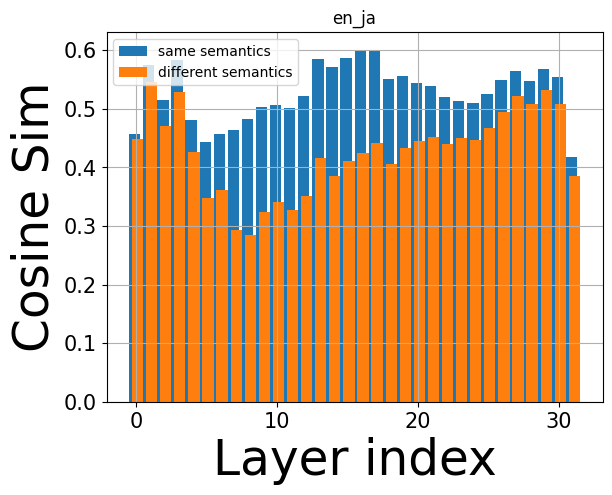 en_ja
same semantics
different semantics
Cosine Sim
0.6
0.5
0.4
0.3
0.2
0.1
0.0
0
10
20
30
Layer index